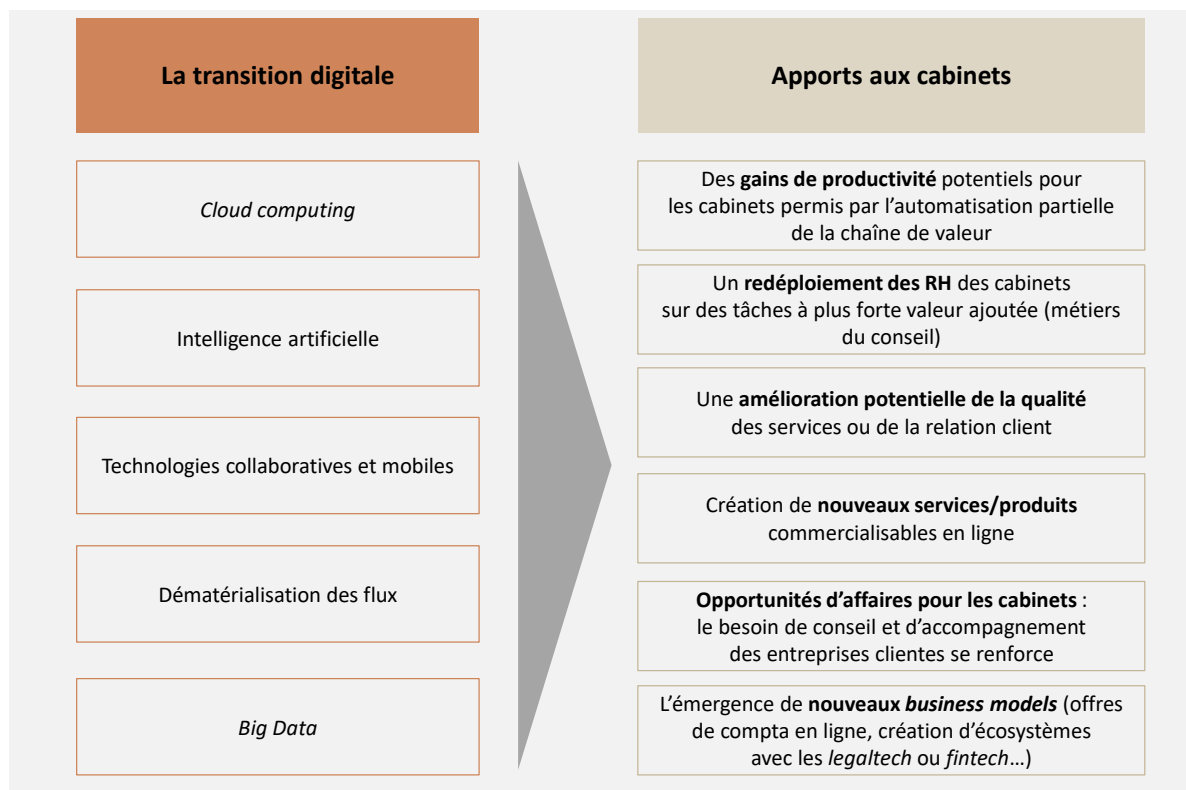 La transition digitale
Cloud computing
Intelligence artificielle
Technologies collaboratives et mobiles
Dématérialisation des flux
Big Data
Apports aux cabinets
Des gains de productivité potentiels pour
les cabinets permis par l’automatisation partielle
de la chaîne de valeur
Un redéploiement des RH des cabinets
sur des tâches à plus forte valeur ajoutée (métiers
du conseil)
Une amélioration potentielle de la qualité
des services ou de la relation client
Création de nouveaux services/produits
commercialisables en ligne
Opportunités d’affaires pour les cabinets :
le besoin de conseil et d’accompagnement
des entreprises clientes se renforce
L’émergence de nouveaux business models (offres
de compta en ligne, création d’écosystèmes
avec les legaltech ou fintech…)